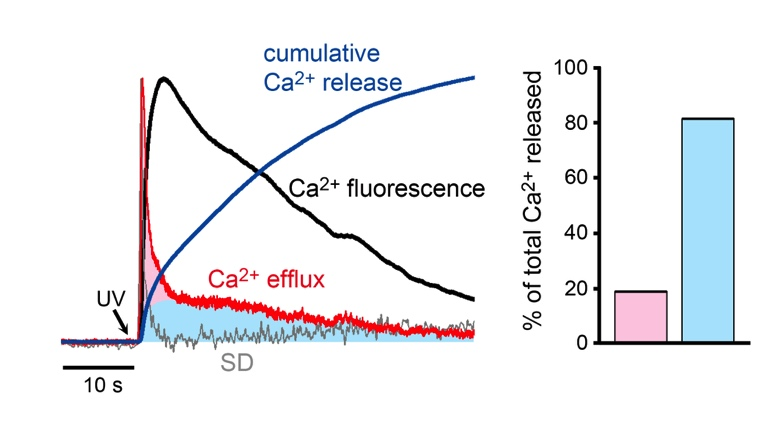 cumulative
Ca²⁺ release
Ca²⁺ fluorescence
Ca²⁺ efflux
UV
SD
10 s
% of total Ca²⁺ released
100
80
60
40
20
0